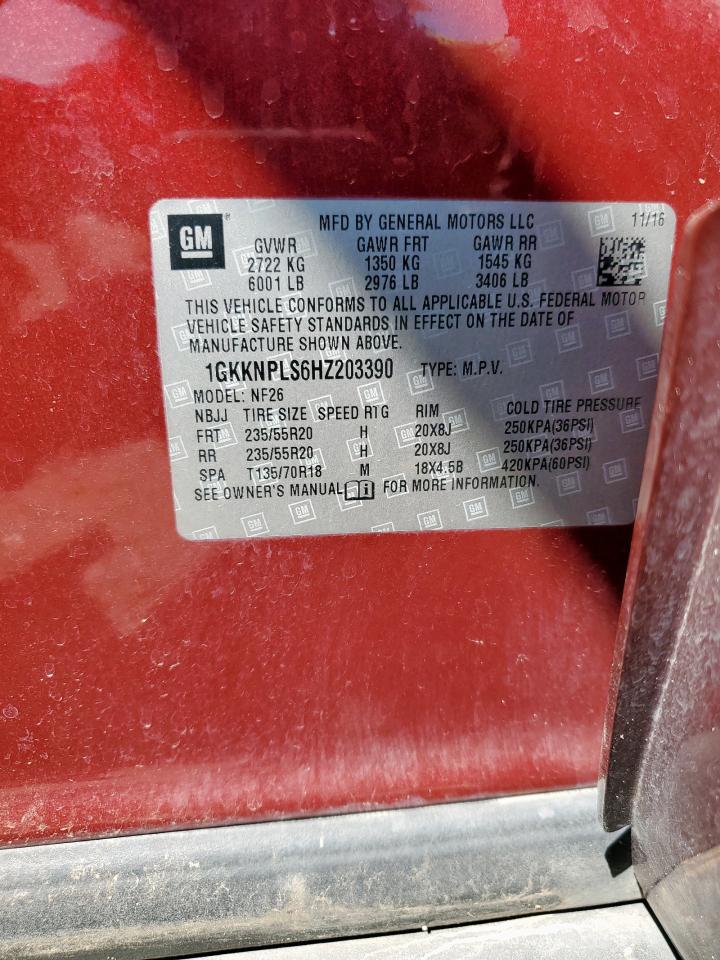 GM ® MFD BY GENERAL MOTORS LLC 11/16
GVWR GAWR FRT GAWR RR
2722 KG 1350 KG 1545 KG
6001 LB 2976 LB 3406 LB
THIS VEHICLE CONFORMS TO ALL APPLICABLE U.S. FEDERAL MOTOR
VEHICLE SAFETY STANDARDS IN EFFECT ON THE DATE OF
MANUFACTURE SHOWN ABOVE.
1GKKNPLS6HZ203390 TYPE: M.P.V.
MODEL: NF26
NBJJ TIRE SIZE SPEED RTG RIM COLD TIRE PRESSURE
FRT 235/55R20 H 20X8J 250KPA(36PSI)
RR 235/55R20 H 20X8J 250KPA(36PSI)
SPA T135/70R18 M 18X4.5B 420KPA(60PSI)
SEE OWNER'S MANUAL i FOR MORE INFORMATION.